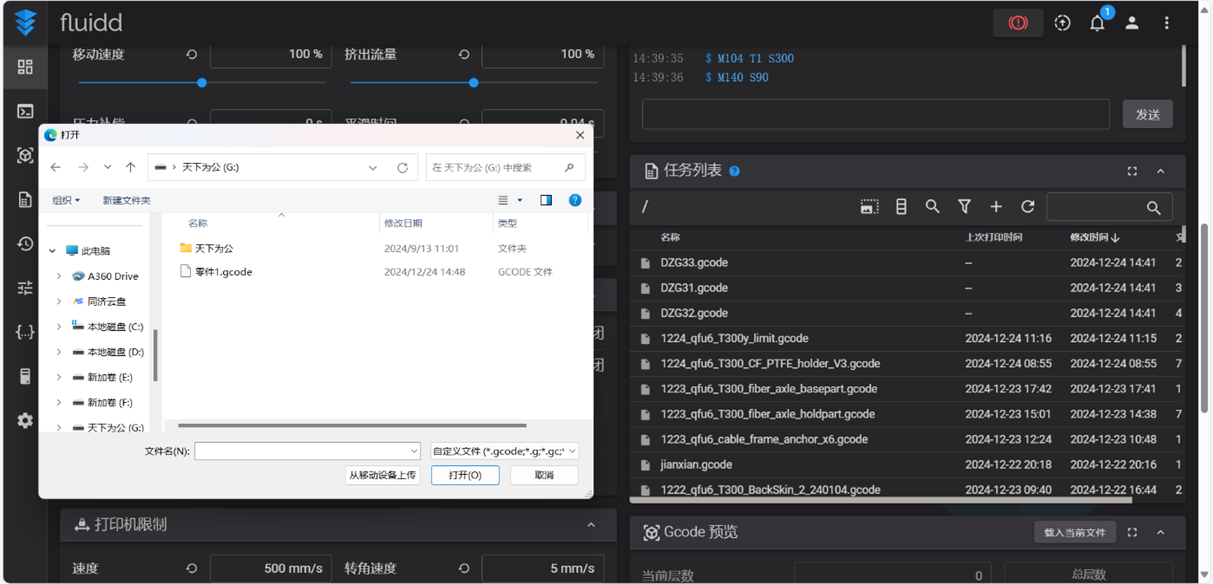 fluidd
1
移动速度 100 % 挤出流量 100 %
14:39:35 $ M104 T1 S300
14:39:36 $ M140 S90
发送
压力补偿 0 s 平滑时间 0.04 s
打开
天下为公 (G:)
在 天下为公 (G:) 中搜索
组织 新建文件夹
名称 修改日期 类型
天下为公 2024/9/13 11:01 文件夹
零件1.gcode 2024/12/24 14:48 GCODE 文件
此电脑
A360 Drive
同济云盘
本地磁盘 (C:)
本地磁盘 (D:)
新加卷 (E:)
新加卷 (F:)
天下为公 (G:)
文件名(N): 自定义文件 (*.gcode;*.g;*.gc;*
从移动设备上传 打开(O) 取消
任务列表
/
名称 上次打印时间 修改时间
DZG33.gcode -- 2024-12-24 14:41 2
DZG31.gcode -- 2024-12-24 14:41 3
DZG32.gcode -- 2024-12-24 14:41 4
1224_qfu6_T300y_limit.gcode 2024-12-24 11:16 2024-12-24 11:15 2
1224_qfu6_T300_CF_PTFE_holder_V3.gcode 2024-12-24 08:55 2024-12-24 08:55 7
1223_qfu6_T300_fiber_axle_basepart.gcode 2024-12-23 17:42 2024-12-23 17:41 1
1223_qfu6_T300_fiber_axle_holdpart.gcode 2024-12-23 15:01 2024-12-23 14:38 7
1223_qfu6_cable_frame_anchor_x6.gcode 2024-12-23 12:24 2024-12-23 10:48 1
jianxian.gcode 2024-12-22 20:18 2024-12-22 20:16 1
1222_qfu6_T300_BackSkin_2_240104.gcode 2024-12-23 09:40 2024-12-22 16:44 2
打印机限制
速度 500 mm/s 转角速度 5 mm/s
Gcode 预览 载入当前文件
当前层数 0 总层数